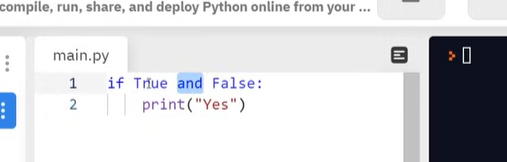 compile, run, share, and deploy Python online from your ...
main.py
1 if True and False:
2 print("Yes")